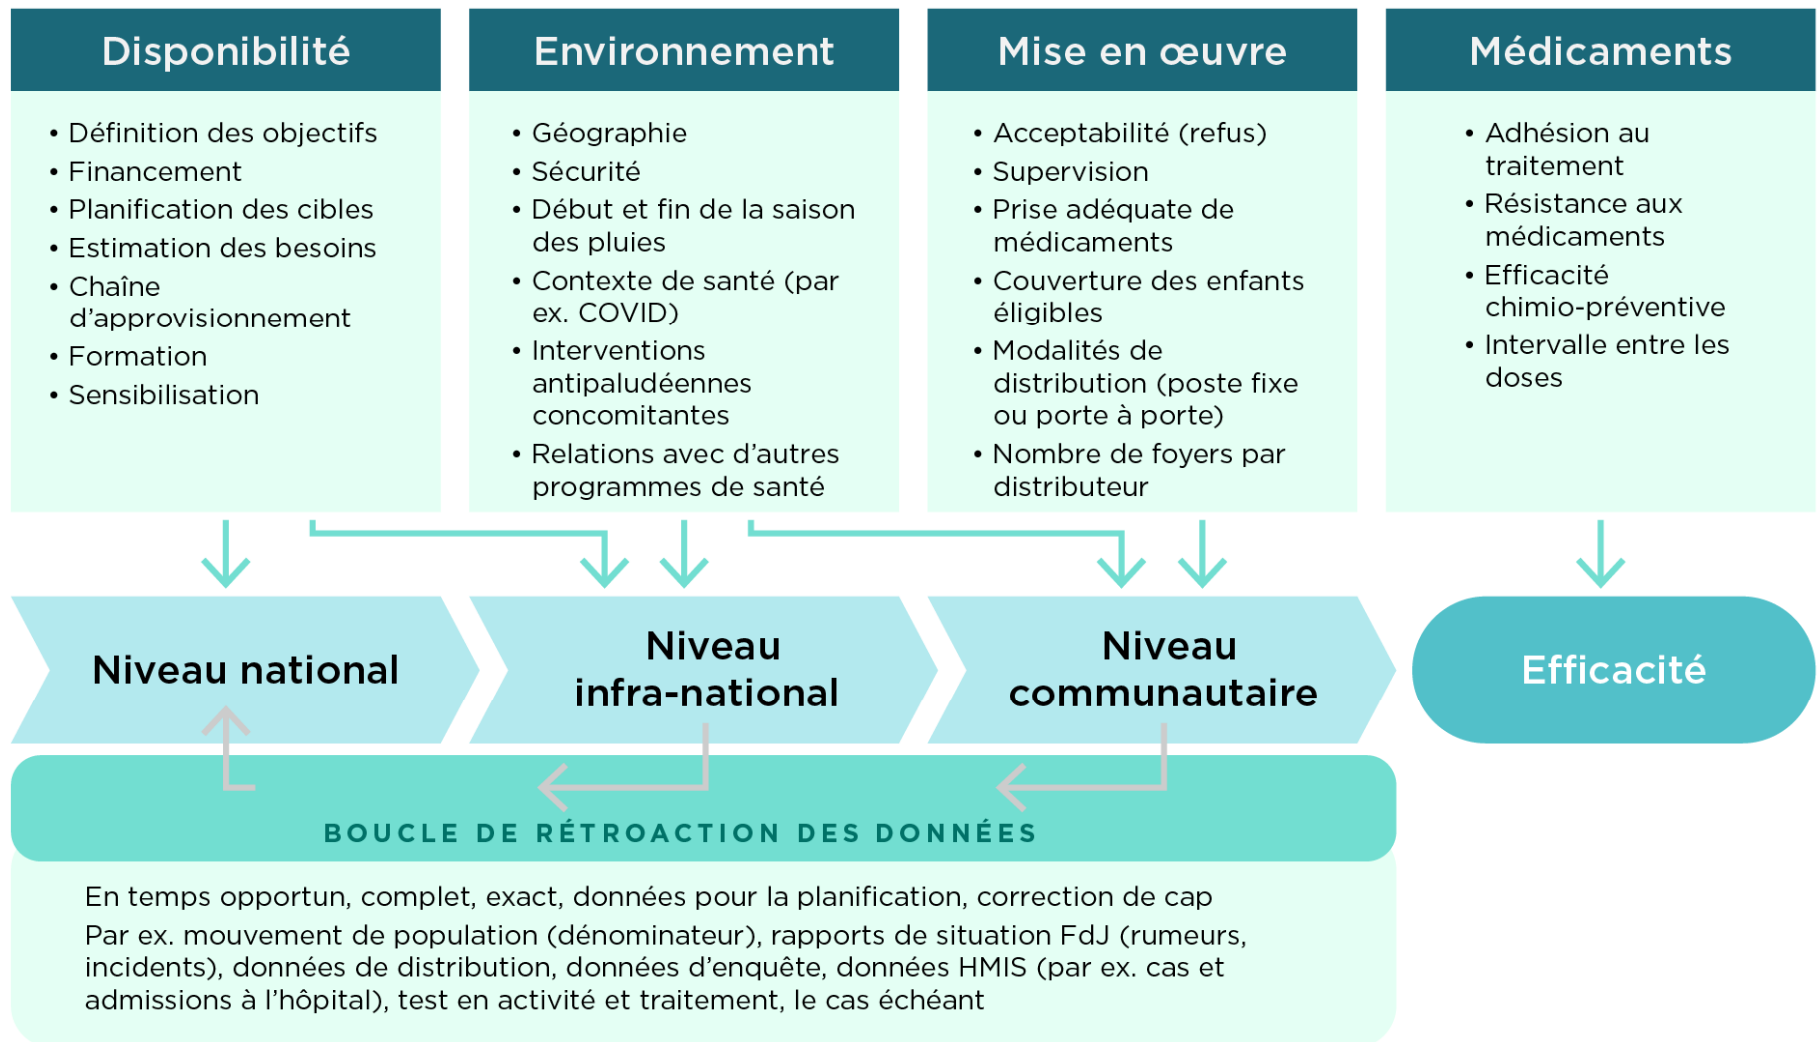 Disponibilité
• Définition des objectifs
• Financement
• Planification des cibles
• Estimation des besoins
• Chaîne
d’approvisionnement
• Formation
• Sensibilisation
Environnement
• Géographie
• Sécurité
• Début et fin de la saison
des pluies
• Contexte de santé (par
ex. COVID)
• Interventions
antipaludéennes
concomitantes
• Relations avec d’autres
programmes de santé
Mise en œuvre
• Acceptabilité (refus)
• Supervision
• Prise adéquate de
médicaments
• Couverture des enfants
éligibles
• Modalités de
distribution (poste fixe
ou porte à porte)
• Nombre de foyers par
distributeur
Médicaments
• Adhésion au
traitement
• Résistance aux
médicaments
• Efficacité
chimio-préventive
• Intervalle entre les
doses
Niveau national
Niveau
infra-national
Niveau
communautaire
Efficacité
BOUCLE DE RÉTROACTION DES DONNÉES
En temps opportun, complet, exact, données pour la planification, correction de cap
Par ex. mouvement de population (dénominateur), rapports de situation FdJ (rumeurs,
incidents), données de distribution, données d’enquête, données HMIS (par ex. cas et
admissions à l’hôpital), test en activité et traitement, le cas échéant